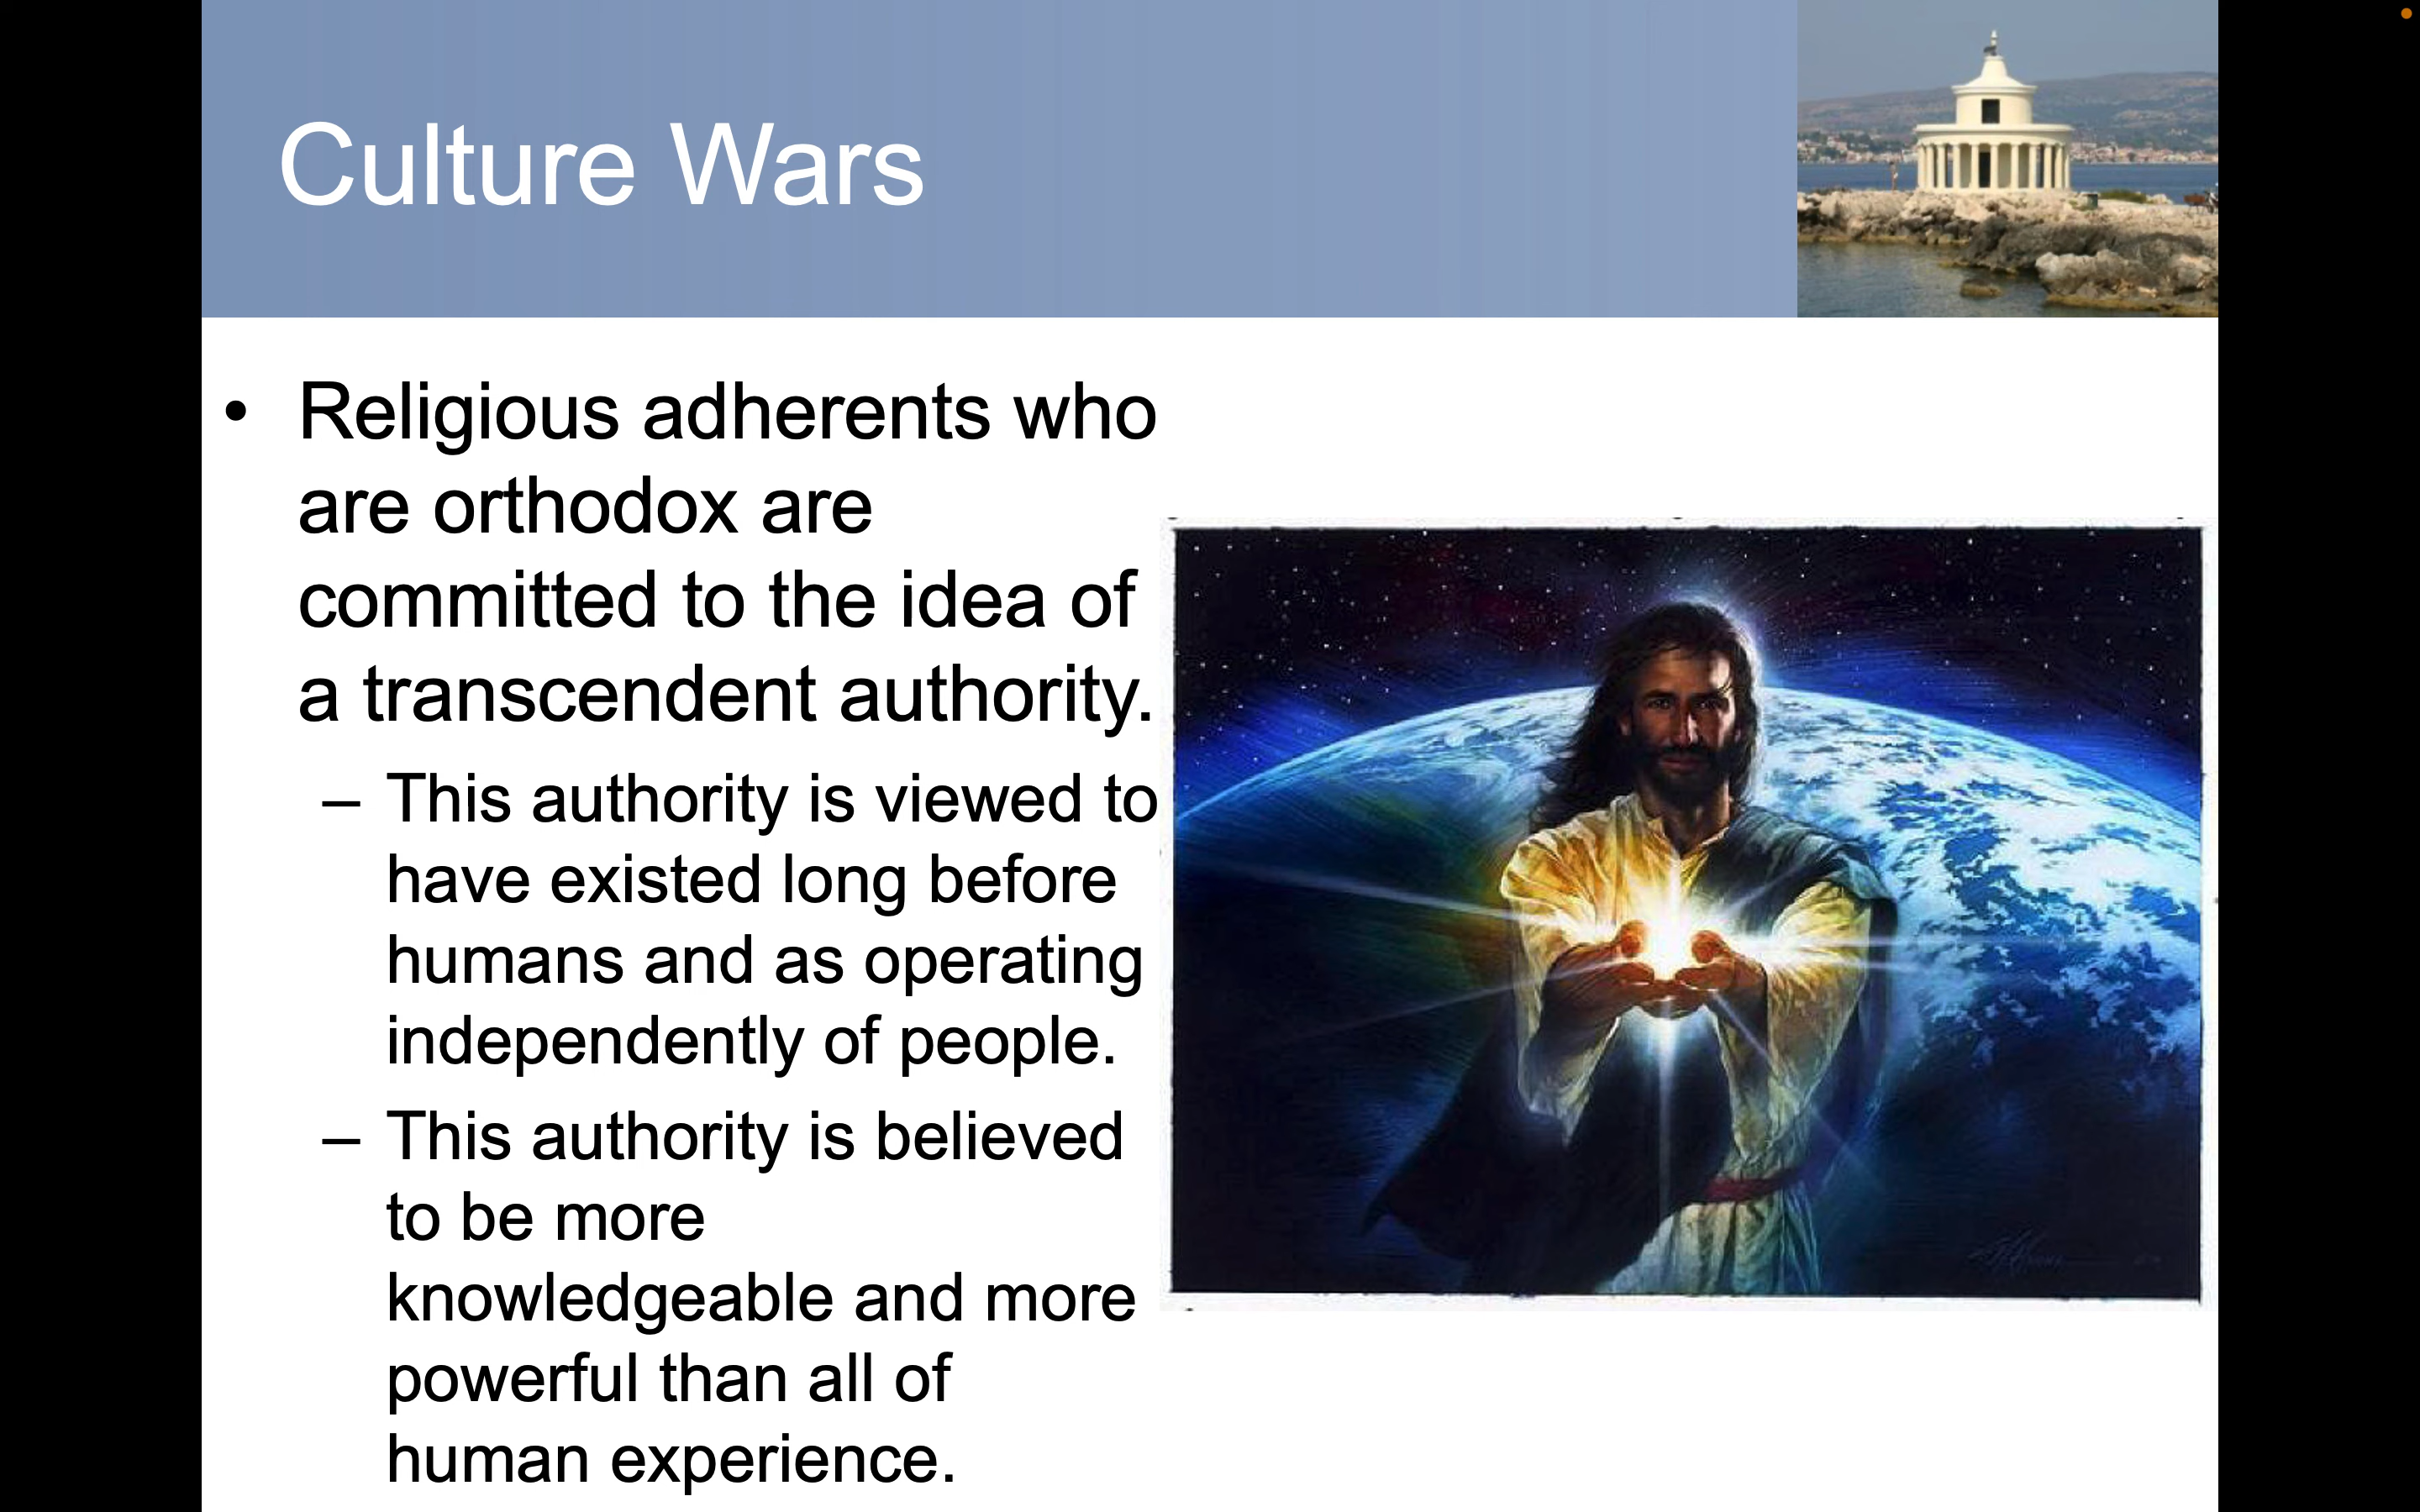 Culture Wars
• Religious adherents who
are orthodox are
committed to the idea of
a transcendent authority.
– This authority is viewed to
have existed long before
humans and as operating
independently of people.
– This authority is believed
to be more
knowledgeable and more
powerful than all of
human experience.